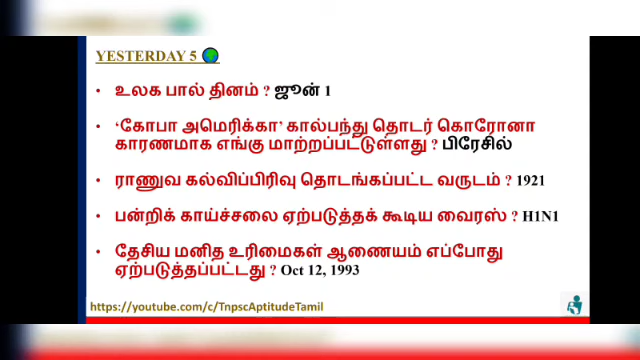 YESTERDAY 5
• உலக பால் தினம் ? ஜூன் 1
• ‘கோபா அமெரிக்கா’ கால்பந்து தொடர் கொரோனா
காரணமாக எங்கு மாற்றப்பட்டுள்ளது ? பிரேசில்
• ராணுவ கல்விப்பிரிவு தொடங்கப்பட்ட வருடம் ? 1921
• பன்றிக் காய்ச்சலை ஏற்படுத்தக் கூடிய வைரஸ் ? H1N1
• தேசிய மனித உரிமைகள் ஆணையம் எப்போது
ஏற்படுத்தப்பட்டது ? Oct 12, 1993
https://youtube.com/c/TnpscAptitudeTamil